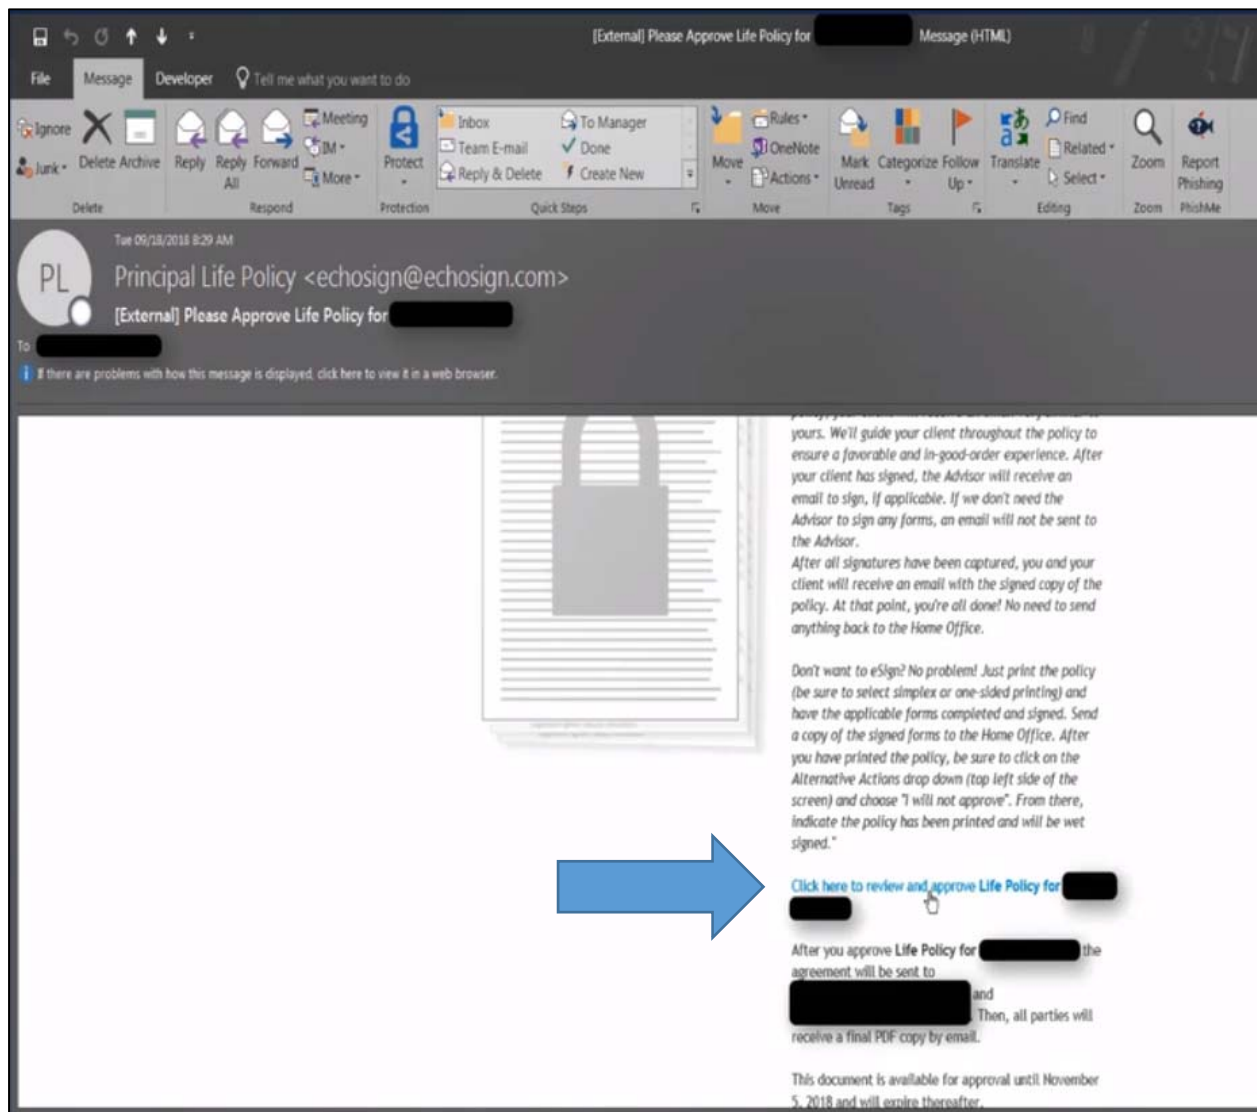 [External] Please Approve Life Policy for Message (HTML)
File Message Developer Tell me what you want to do
Ignore
Junk
Delete Archive
Reply Reply All Forward
Meeting
IM
More
Protect
Inbox
Team E-mail
Reply & Delete
To Manager
Done
Create New
Move
Rules
OneNote
Actions
Mark Unread
Categorize
Follow Up
Translate
Find
Related
Select
Zoom
Report Phishing
Delete Respond Protection Quick Steps Move Tags Editing Zoom PhishMe
Tue 09/18/2018 8:29 AM
PL
Principal Life Policy <echosign@echosign.com>
[External] Please Approve Life Policy for
To
If there are problems with how this message is displayed, click here to view it in a web browser.
yours. We'll guide your client throughout the policy to
ensure a favorable and in-good-order experience. After
your client has signed, the Advisor will receive an
email to sign, if applicable. If we don't need the
Advisor to sign any forms, an email will not be sent to
the Advisor.
After all signatures have been captured, you and your
client will receive an email with the signed copy of the
policy. At that point, you're all done! No need to send
anything back to the Home Office.
Don't want to eSign? No problem! Just print the policy
(be sure to select simplex or one-sided printing) and
have the applicable forms completed and signed. Send
a copy of the signed forms to the Home Office. After
you have printed the policy, be sure to click on the
Alternative Actions drop down (top left side of the
screen) and choose "I will not approve". From there,
indicate the policy has been printed and will be wet
signed."
Click here to review and approve Life Policy for
After you approve Life Policy for the
agreement will be sent to
and
Then, all parties will
receive a final PDF copy by email.
This document is available for approval until November
5, 2018 and will expire thereafter.